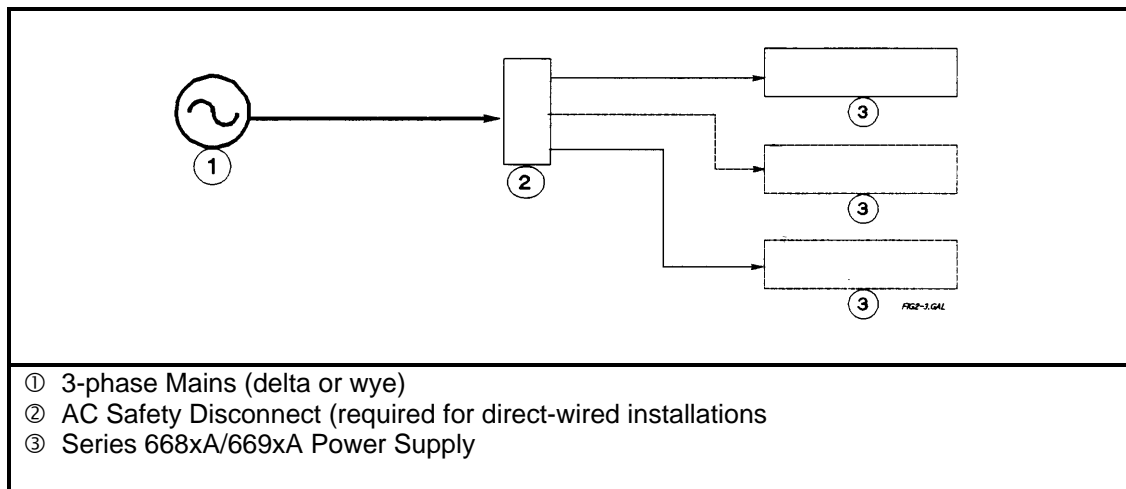 3
1
2
3
3
FIG2-3.GAL
① 3-phase Mains (delta or wye)
② AC Safety Disconnect (required for direct-wired installations
③ Series 668xA/669xA Power Supply